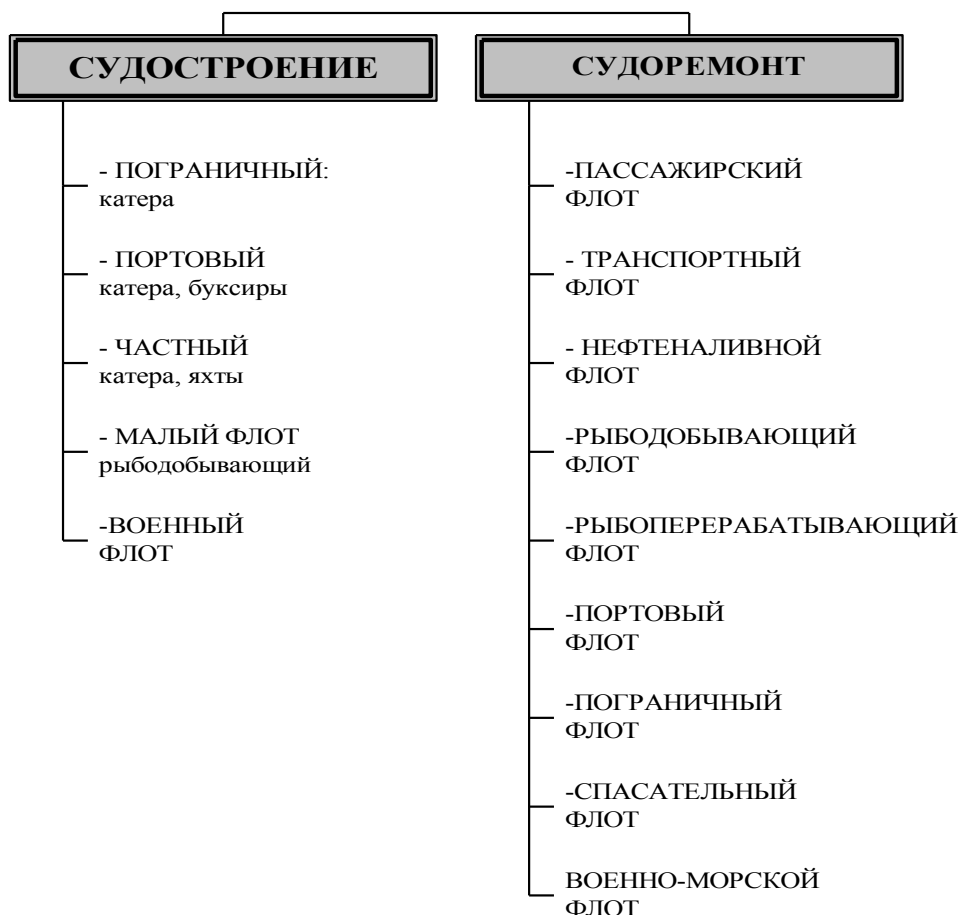 СУДОСТРОЕНИЕ
- ПОГРАНИЧНЫЙ:
катера
- ПОРТОВЫЙ
катера, буксиры
- ЧАСТНЫЙ
катера, яхты
- МАЛЫЙ ФЛОТ
рыбодобывающий
-ВОЕННЫЙ
ФЛОТ
СУДОРЕМОНТ
-ПАССАЖИРСКИЙ
ФЛОТ
- ТРАНСПОРТНЫЙ
ФЛОТ
- НЕФТЕНАЛИВНОЙ
ФЛОТ
-РЫБОДОБЫВАЮЩИЙ
ФЛОТ
-РЫБОПЕРЕРАБАТЫВАЮЩИЙ
ФЛОТ
-ПОРТОВЫЙ
ФЛОТ
-ПОГРАНИЧНЫЙ
ФЛОТ
-СПАСАТЕЛЬНЫЙ
ФЛОТ
ВОЕННО-МОРСКОЙ
ФЛОТ